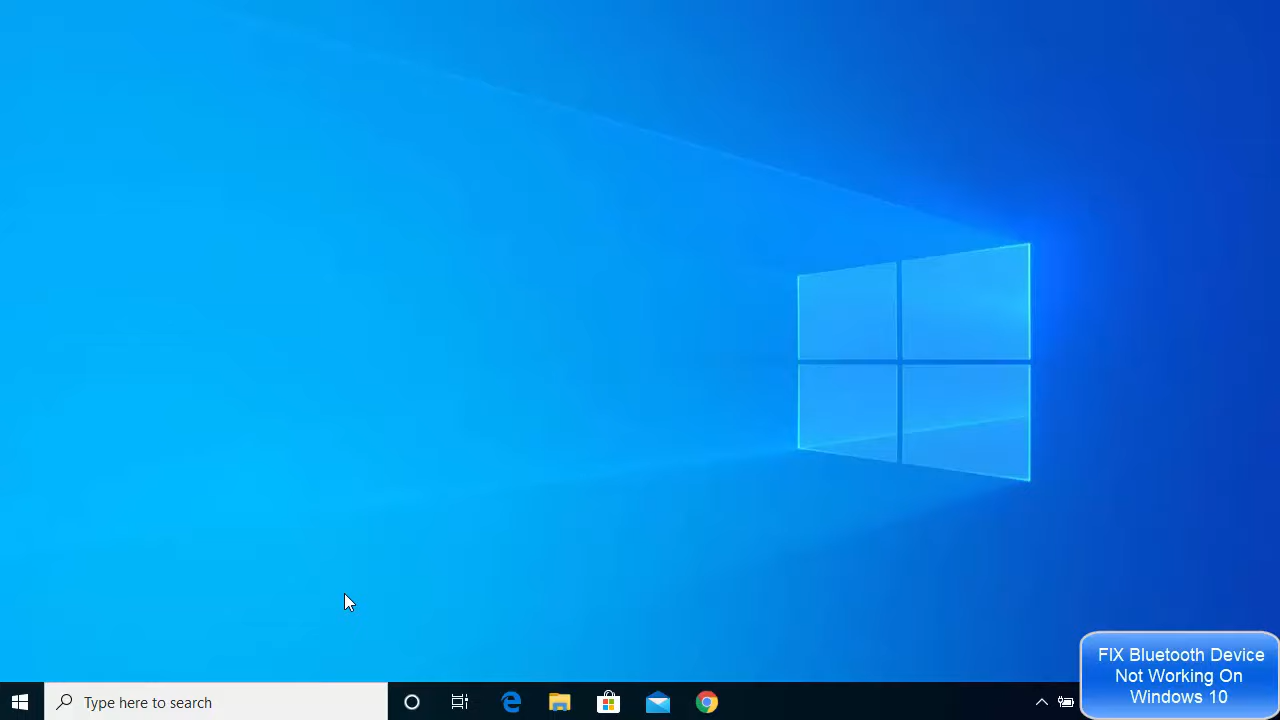 Type here to search
FIX Bluetooth Device
Not Working On
Windows 10